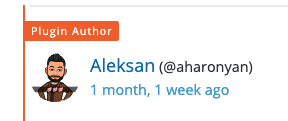 Plugin Author
Aleksan (@aharonyan)
1 month, 1 week ago